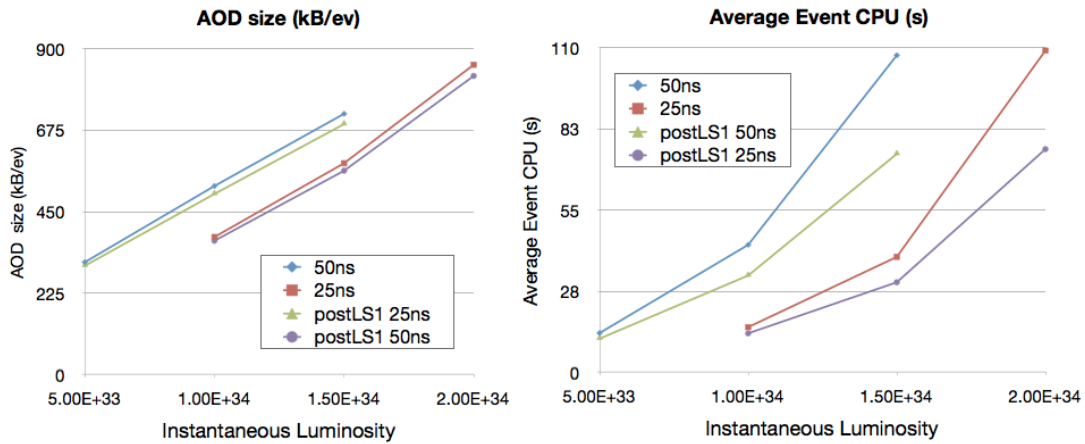 AOD size (kB/ev)
900
675
450
225
0
AOD size (kB/ev)
50ns
25ns
postLS1 25ns
postLS1 50ns
5.00E+33 1.00E+34 1.50E+34 2.00E+34
Instantaneous Luminosity
Average Event CPU (s)
110
83
55
28
0
Average Event CPU (s)
50ns
25ns
postLS1 50ns
postLS1 25ns
5.00E+33 1.00E+34 1.50E+34 2.00E+34
Instantaneous Luminosity